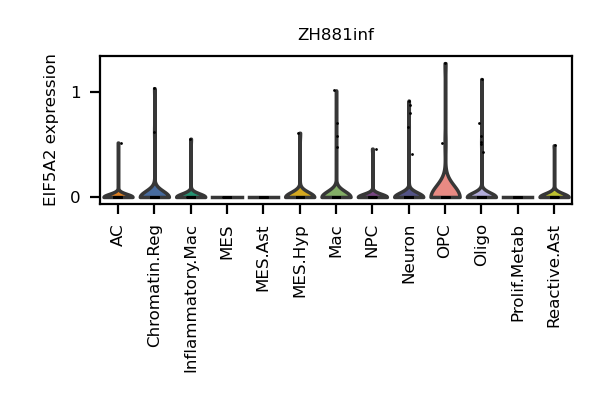 ZH881inf
EIF5A2 expression
1
0
AC
Chromatin.Reg
Inflammatory.Mac
MES
MES.Ast
MES.Hyp
Mac
NPC
Neuron
OPC
Oligo
Prolif.Metab
Reactive.Ast